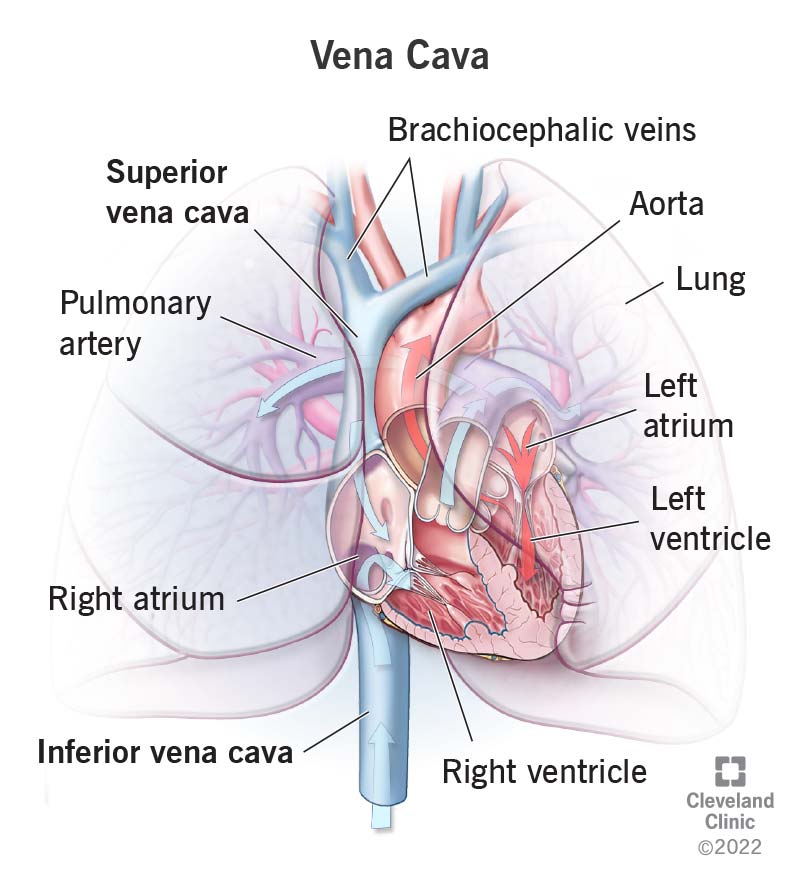 Vena Cava
Brachiocephalic veins
Superior
vena cava
Aorta
Lung
Pulmonary
artery
Left
atrium
Left
ventricle
Right atrium
Inferior vena cava
Right ventricle
Cleveland
Clinic
©2022